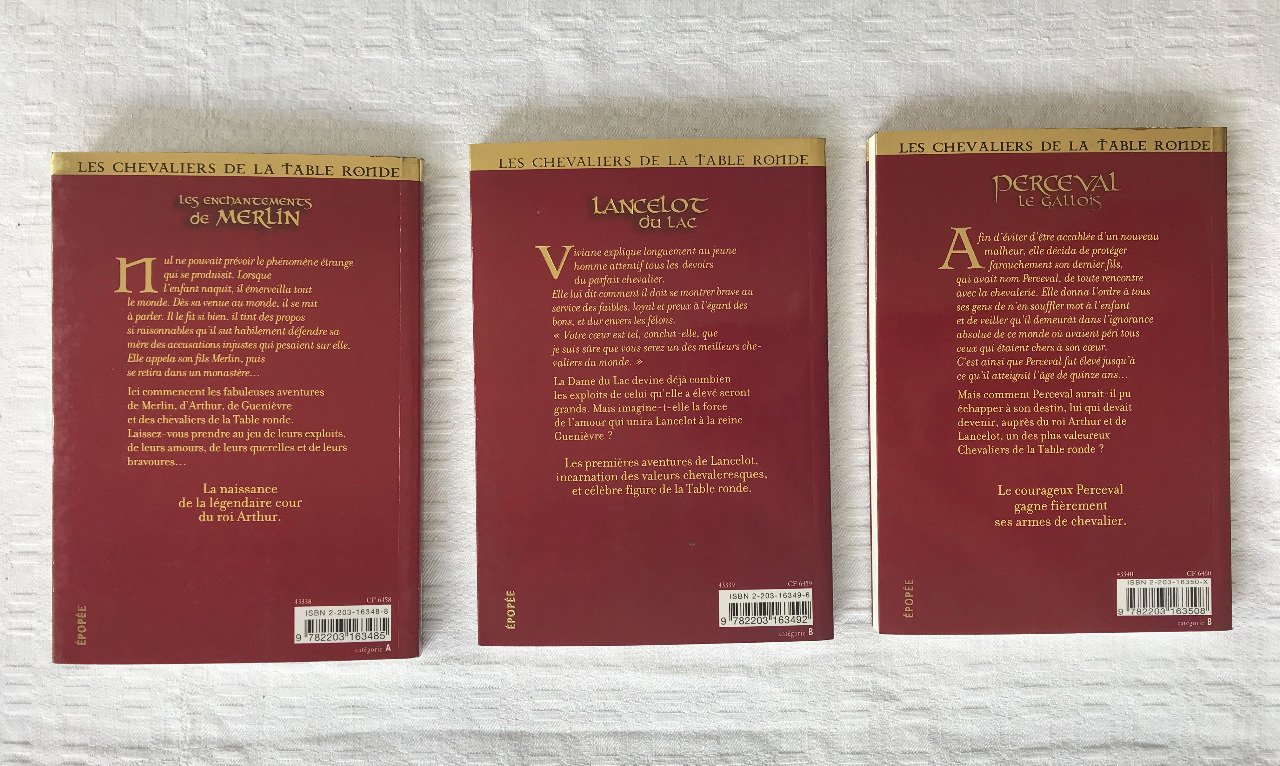 LES CHEVALIERS DE LA TABLE RONDE
LES ENCHANTEMENTS
DE MERLIN
Nul ne pouvait prévoir le phénomène étrange
qui se produisit. Lorsque
l'enfant naquit, il émerveilla tout
le monde. Dès sa venue au monde, il se mit
à parler. Il le fit si bien, il tint des propos
si raisonnables qu'il sut habilement défendre sa
mère des accusations injustes qui pesaient sur elle.
Elle appela son fils Merlin, puis
se retira dans un monastère...
Ici commencent les fabuleuses aventures
de Merlin, d'Arthur, de Guenièvre
et des chevaliers de la Table ronde.
Laissez-vous prendre au jeu de leurs exploits,
de leurs amours, de leurs querelles et de leurs
bravoures...
La naissance
de la légendaire cour
du roi Arthur.
ÉPOPÉE
43338 CF 6458
ISBN 2-203-16348-8
9 782203 163485
catégorie A
LES CHEVALIERS DE LA TABLE RONDE
LANCELOT
DU LAC
Viviane explique longuement au jeune
homme attentif tous les devoirs
du parfait chevalier.
Elle lui dit comment il doit se montrer brave au
service des faibles, loyal et preux à l'égard des
bons, et dur envers les félons.
« Votre cœur est tel, conclut-elle, que
je suis sûre que vous serez un des meilleurs che-
valiers du monde. »
La Dame du Lac devine déjà combien
les exploits de celui qu'elle a élevé seront
grands. Mais imagine-t-elle la force
de l'amour qui unira Lancelot à la reine
Guenièvre ?
Les premières aventures de Lancelot,
incarnation des valeurs chevaleresques,
et célèbre figure de la Table ronde.
ÉPOPÉE
43339 CF 6459
ISBN 2-203-16349-6
9 782203 163492
catégorie B
LES CHEVALIERS DE LA TABLE RONDE
PERCEVAL
LE GALLOIS
Afin d'éviter d'être accablée d'un nouveau
malheur, elle décida de protéger
farouchement son dernier fils,
qui avait nom Perceval, de toute rencontre
avec la chevalerie. Elle donna l'ordre à tous
ses gens de n'en souffler mot à l'enfant
et de veiller qu'il demeurât dans l'ignorance
absolue de ce monde où avaient péri tous
ceux qui étaient chers à son cœur.
C'est ainsi que Perceval fut élevé jusqu'à
ce qu'il atteignît l'âge de quinze ans...
Mais comment Perceval aurait-il pu
échapper à son destin, lui qui devait
devenir, auprès du roi Arthur et de
Lancelot, un des plus valeureux
Chevaliers de la Table ronde ?
Le courageux Perceval
gagne fièrement
ses armes de chevalier.
ÉPOPÉE
43340 CF 6460
ISBN 2-203-16350-X
9 782203 163508
catégorie B